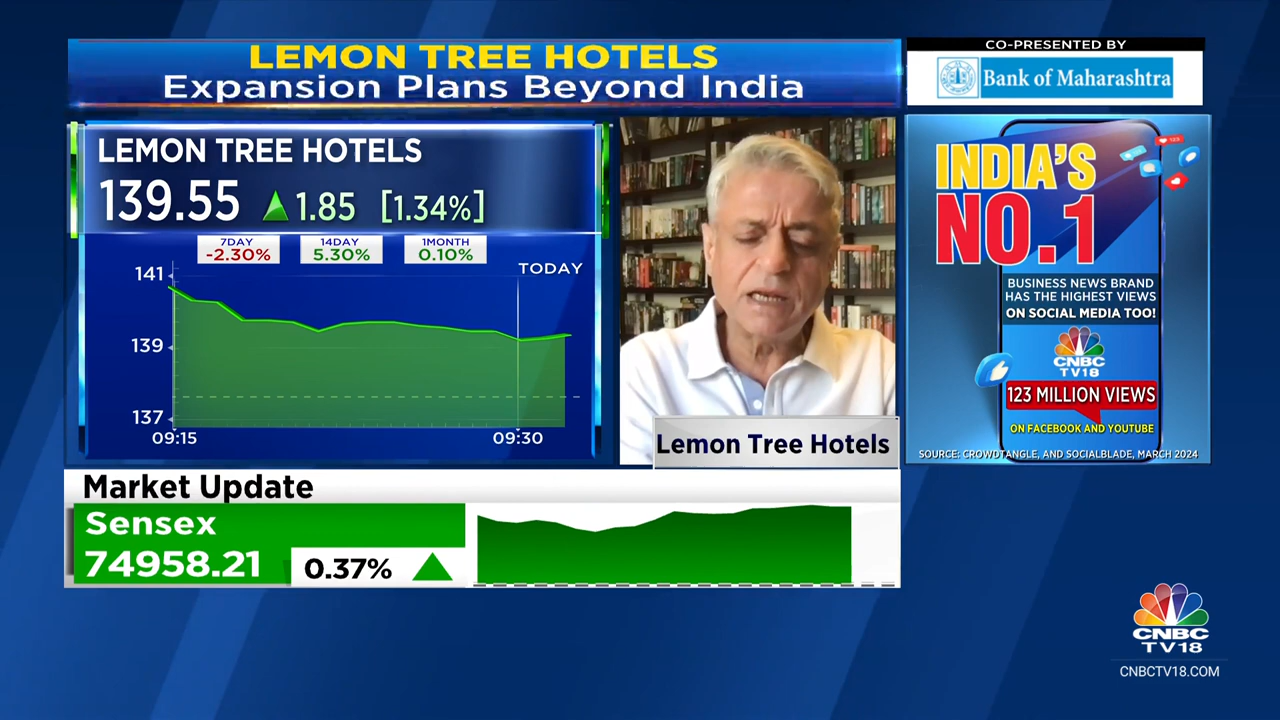 LEMON TREE HOTELS
Expansion Plans Beyond India
CO-PRESENTED BY
Bank of Maharashtra
LEMON TREE HOTELS
139.55 1.85 [1.34%]
7DAY 14DAY 1MONTH
-2.30% 5.30% 0.10%
TODAY
141
139
137
09:15 09:30
Lemon Tree Hotels
INDIA'S
NO.1
BUSINESS NEWS BRAND
HAS THE HIGHEST VIEWS
ON SOCIAL MEDIA TOO!
CNBC
TV18
123 MILLION VIEWS
ON FACEBOOK AND YOUTUBE
SOURCE: CROWDTANGLE, AND SOCIALBLADE, MARCH 2024
Market Update
Sensex
74958.21 0.37%
CNBC
TV18
CNBCTV18.COM